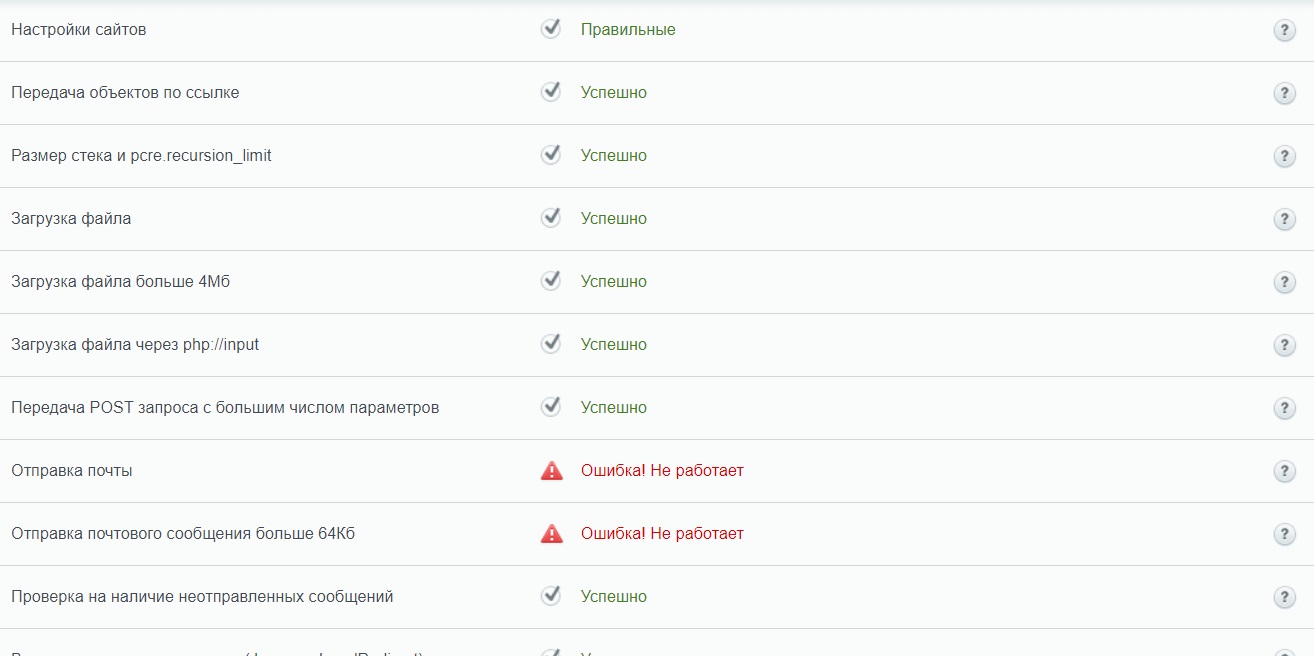 Настройки сайтов Правильные ?
Передача объектов по ссылке Успешно ?
Размер стека и pcre.recursion_limit Успешно ?
Загрузка файла Успешно ?
Загрузка файла больше 4Мб Успешно ?
Загрузка файла через php://input Успешно ?
Передача POST запроса с большим числом параметров Успешно ?
Отправка почты Ошибка! Не работает ?
Отправка почтового сообщения больше 64Кб Ошибка! Не работает ?
Проверка на наличие неотправленных сообщений Успешно ?